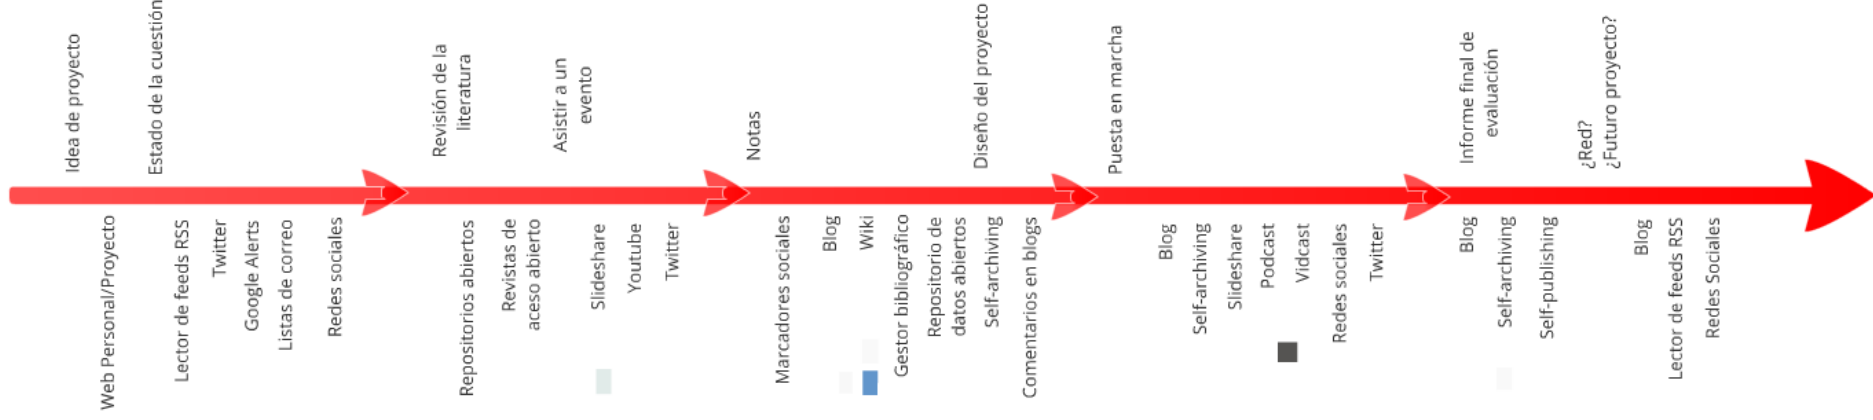 Idea de proyecto
Estado de la cuestión
Revisión de la
literatura
Asistir a un
evento
Notas
Diseño del proyecto
Puesta en marcha
Informe final de
evaluación
¿Red?
¿Futuro proyecto?
Web Personal/Proyecto
Lector de feeds RSS
Twitter
Google Alerts
Listas de correo
Redes sociales
Repositorios abiertos
Revistas de
aceso abierto
Slideshare
Youtube
Twitter
Marcadores sociales
Blog
Wiki
Gestor bibliográfico
Repositorio de
datos abiertos
Self-archiving
Comentarios en blogs
Blog
Self-archiving
Slideshare
Podcast
Vidcast
Redes sociales
Twitter
Blog
Self-archiving
Self-publishing
Blog
Lector de feeds RSS
Redes Sociales